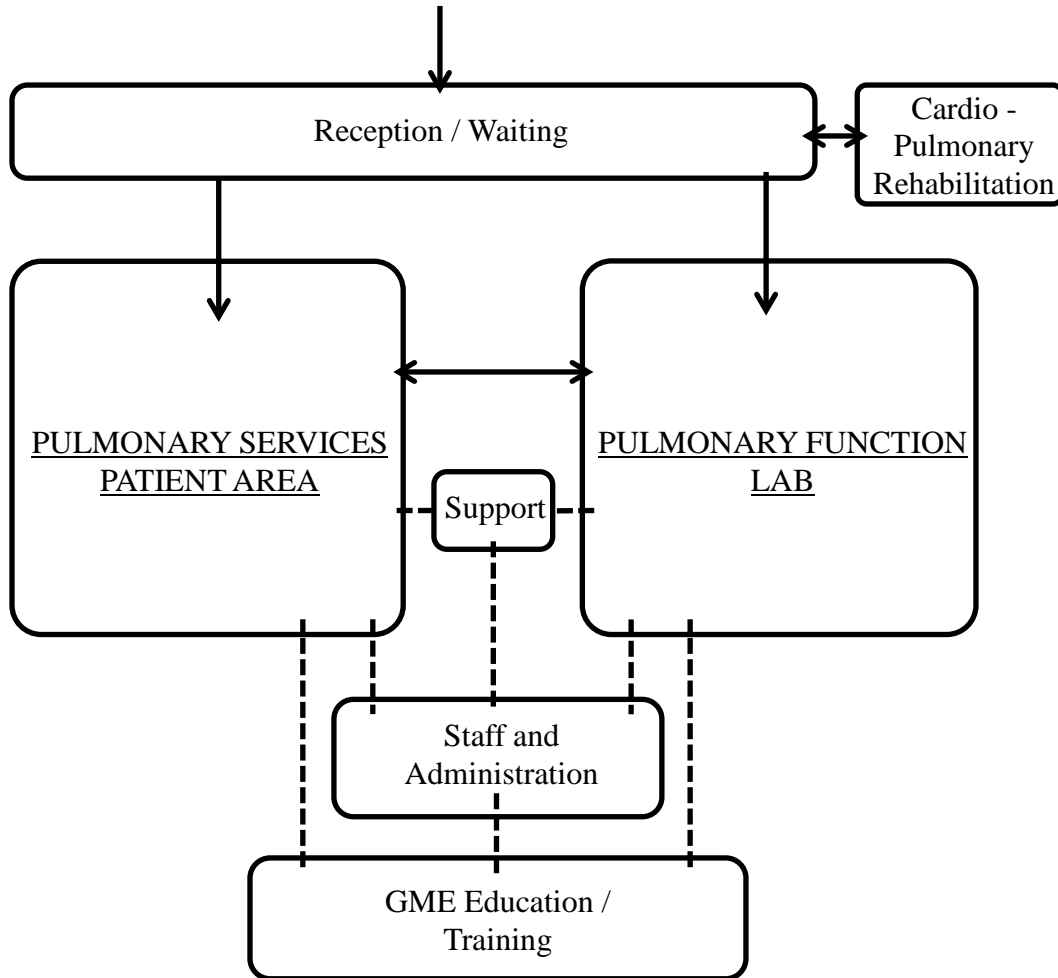 Reception / Waiting
Cardio -
Pulmonary
Rehabilitation
PULMONARY SERVICES
PATIENT AREA
PULMONARY FUNCTION
LAB
Support
Staff and
Administration
GME Education /
Training